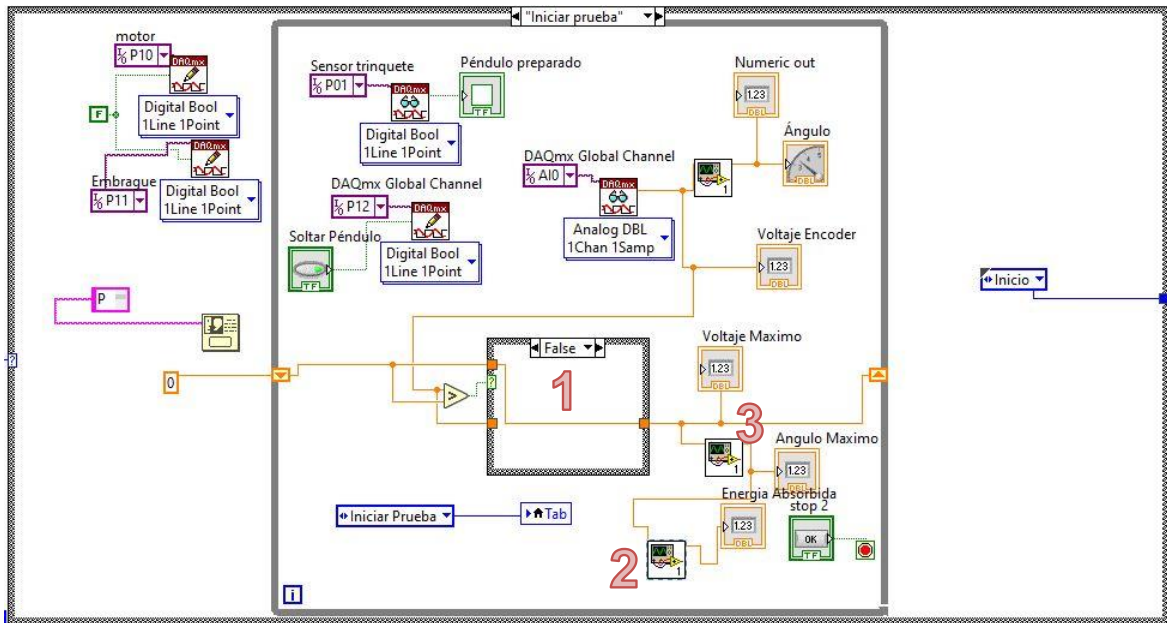 "Iniciar prueba"
motor
P10
DAQmx
Digital Bool
1Line 1Point
F
DAQmx
Embrague
P11
Digital Bool
1Line 1Point
Sensor trinquete
P01
DAQmx
Digital Bool
1Line 1Point
Péndulo preparado
TF
Numeric out
1.23
DBL
Ángulo
DBL
DAQmx Global Channel
AI0
DAQmx
Analog DBL
1Chan 1Samp
1
DAQmx Global Channel
P12
DAQmx
Digital Bool
1Line 1Point
Soltar Péndulo
TF
Voltaje Encoder
1.23
DBL
Inicio
P
0
False
1
?
>
?
Voltaje Maximo
1.23
DBL
3
1
Angulo Maximo
1.23
DBL
Energia Absorbida
1.23
DBL
stop 2
OK
TF
Iniciar Prueba
Tab
2
1
i